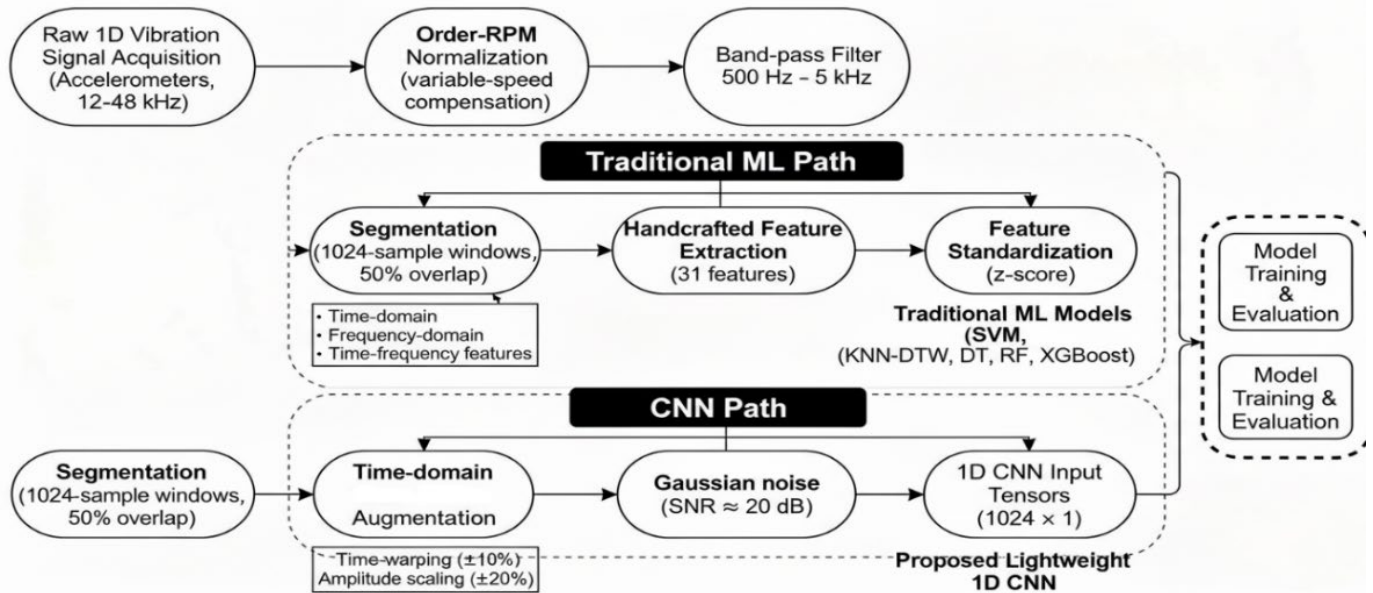 Raw 1D Vibration
Signal Acquisition
(Accelerometers,
12-48 kHz)
Order-RPM
Normalization
(variable-speed
compensation)
Band-pass Filter
500 Hz – 5 kHz
Traditional ML Path
Segmentation
(1024-sample windows,
50% overlap)
Handcrafted Feature
Extraction
(31 features)
Feature
Standardization
(z-score)
• Time-domain
• Frequency-domain
• Time-frequency features
Traditional ML Models
(SVM,
(KNN-DTW, DT, RF, XGBoost)
Model
Training
&
Evaluation
Model
Training &
Evaluation
CNN Path
Segmentation
(1024-sample windows,
50% overlap)
Time-domain
Augmentation
Gaussian noise
(SNR ≈ 20 dB)
1D CNN Input
Tensors
(1024 × 1)
Time-warping (±10%)
Amplitude scaling (±20%)
Proposed Lightweight
1D CNN